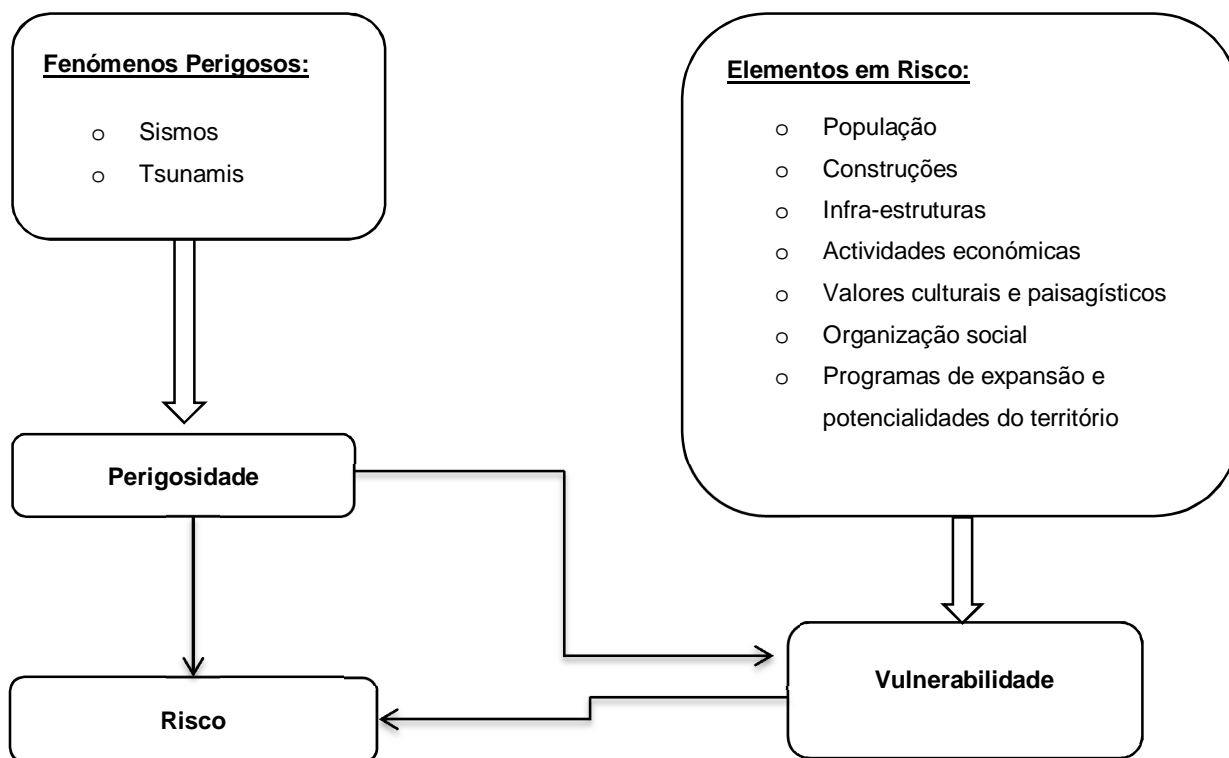 Fenómenos Perigosos:
o Sismos
o Tsunamis
Elementos em Risco:
o População
o Construções
o Infra-estruturas
o Actividades económicas
o Valores culturais e paisagísticos
o Organização social
o Programas de expansão e
potencialidades do território
Perigosidade
Vulnerabilidade
Risco